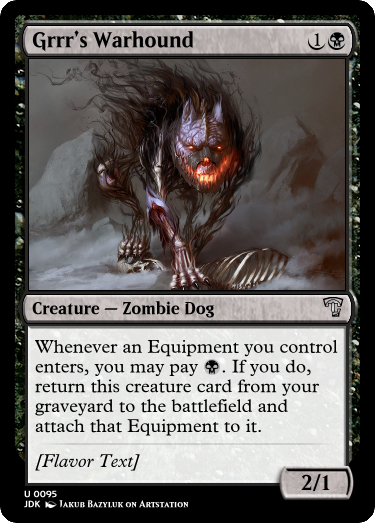 Grrr's Warhound 1
Creature — Zombie Dog
Whenever an Equipment you control
enters, you may pay . If you do,
return this creature card from your
graveyard to the battlefield and
attach that Equipment to it.
[Flavor Text]
2/1
U 0095
JDK Jakub Bazyluk on Artstation